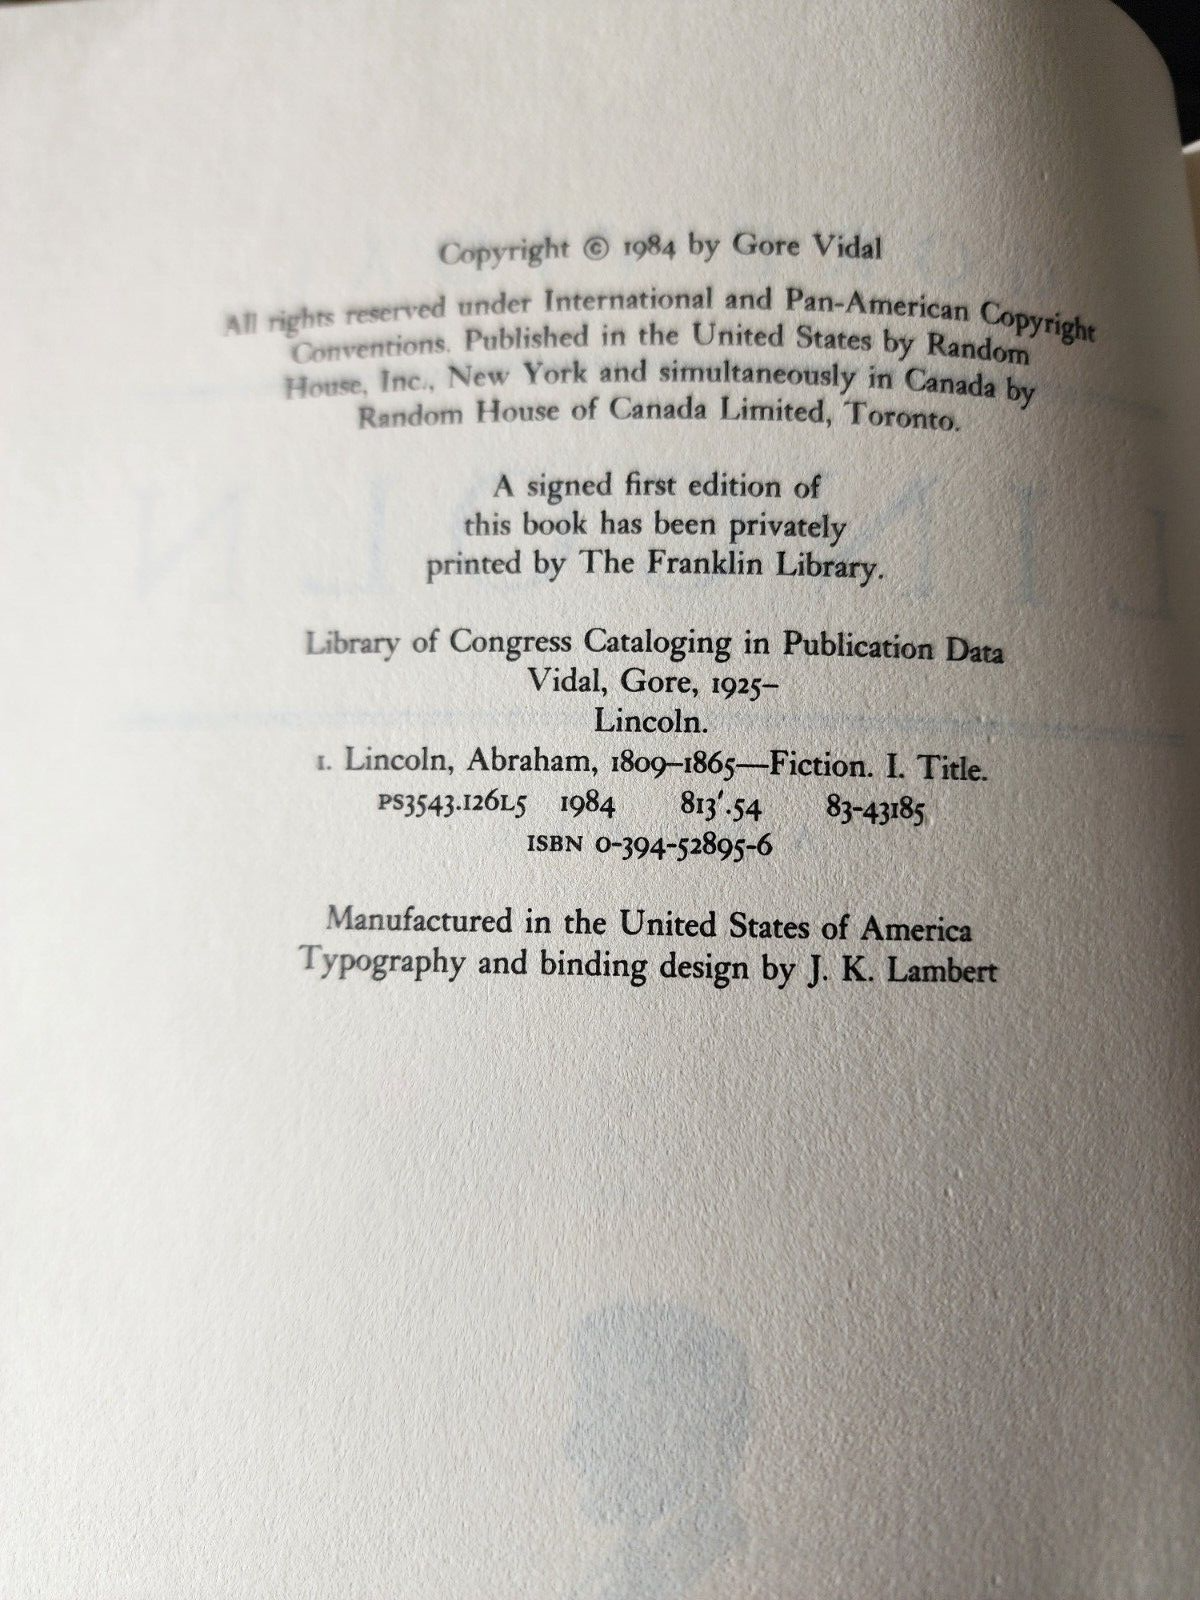 Copyright © 1984 by Gore Vidal
All rights reserved under International and Pan-American Copyright
Conventions. Published in the United States by Random
House, Inc., New York and simultaneously in Canada by
Random House of Canada Limited, Toronto.
A signed first edition of
this book has been privately
printed by The Franklin Library.
Library of Congress Cataloging in Publication Data
Vidal, Gore, 1925–
Lincoln.
1. Lincoln, Abraham, 1809–1865—Fiction. I. Title.
PS3543.I26L5 1984 813′.54 83-43185
ISBN 0-394-52895-6
Manufactured in the United States of America
Typography and binding design by J. K. Lambert